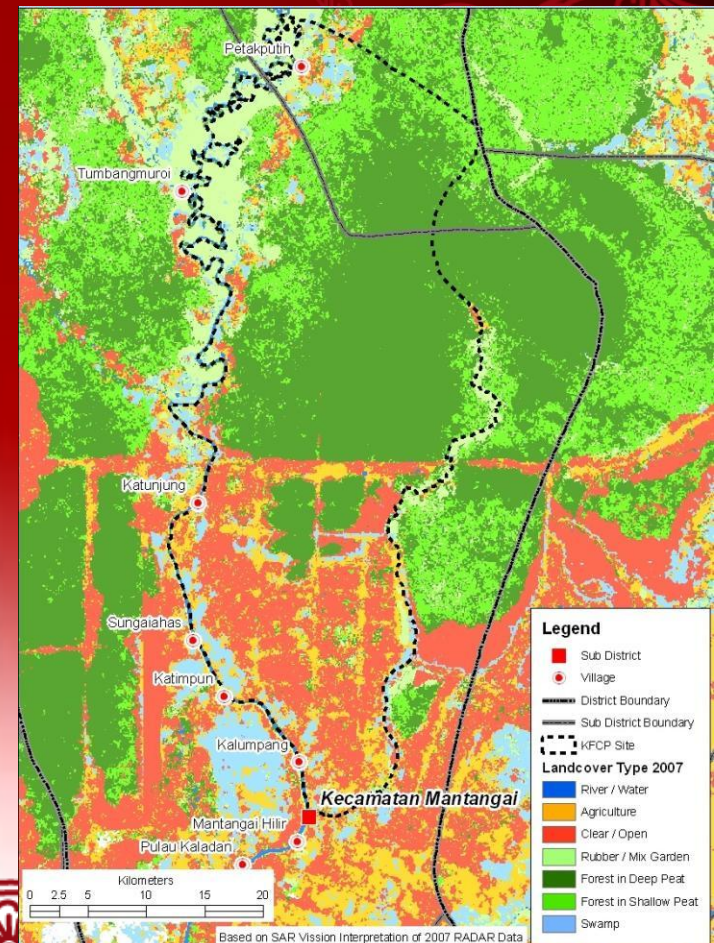 Petakputih
Tumbangmuroi
Katunjung
Sungaiahas
Katimpun
Kalumpang
Kecamatan Mantangai
Mantangai Hilir
Pulau Kaladan
Kilometers
0 2.5 5 10 15 20
Based on SAR Vission Interpretation of 2007 RADAR Data
Legend
Sub District
Village
District Boundary
Sub District Boundary
KFCP Site
Landcover Type 2007
River / Water
Agriculture
Clear / Open
Rubber / Mix Garden
Forest in Deep Peat
Forest in Shallow Peat
Swamp